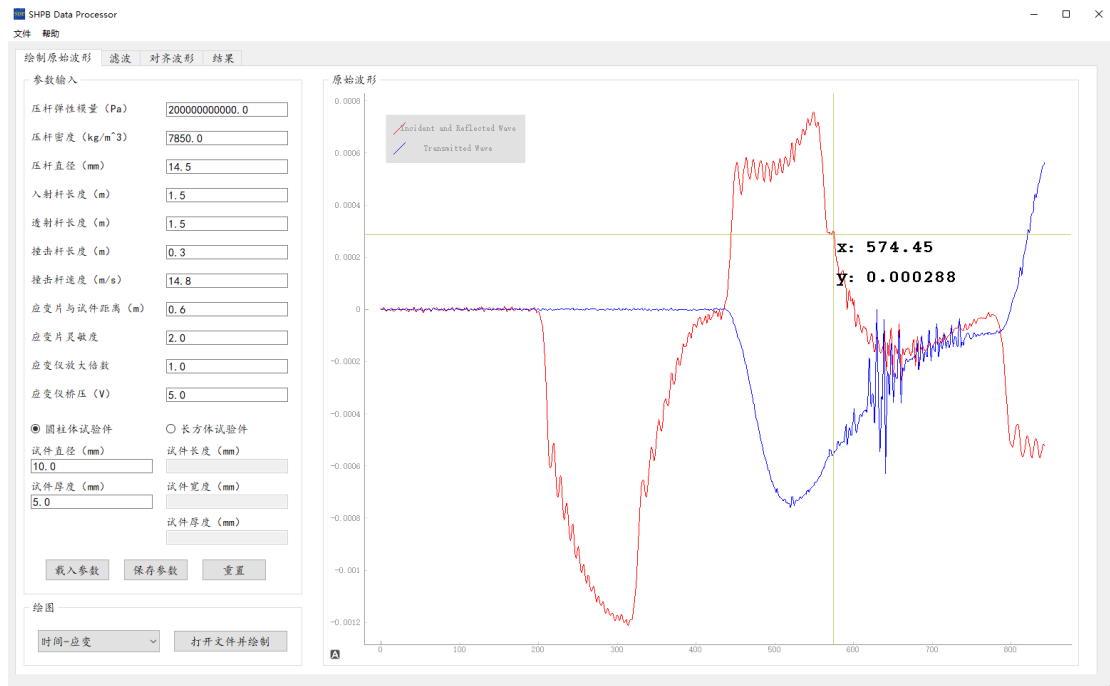 SHPB Data Processor
文件 帮助
绘制原始波形 滤波 对齐波形 结果
参数输入
压杆弹性模量 (Pa) 200000000000.0
压杆密度 (kg/m^3) 7850.0
压杆直径 (mm) 14.5
入射杆长度 (m) 1.5
透射杆长度 (m) 1.5
撞击杆长度 (m) 0.3
撞击杆速度 (m/s) 14.8
应变片与试件距离 (m) 0.6
应变片灵敏度 2.0
应变仪放大倍数 1.0
应变仪桥压 (V) 5.0
圆柱体试验件 长方体试验件
试件直径 (mm) 试件长度 (mm)
10.0
试件厚度 (mm) 试件宽度 (mm)
5.0
试件厚度 (mm)
载入参数 保存参数 重置
绘图
时间-应变 打开文件并绘制
原始波形
0.0008
0.0006
0.0004
0.0002
0
-0.0002
-0.0004
-0.0006
-0.0008
-0.001
-0.0012
Incident and Reflected Wave
Transmitted Wave
x: 574.45
y: 0.000288
A
0 100 200 300 400 500 600 700 800